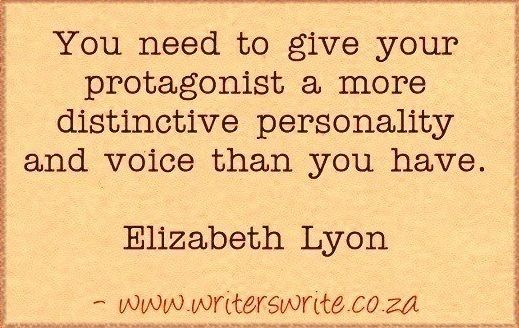 You need to give your
protagonist a more
distinctive personality
and voice than you have.
Elizabeth Lyon
- www.writerswrite.co.za